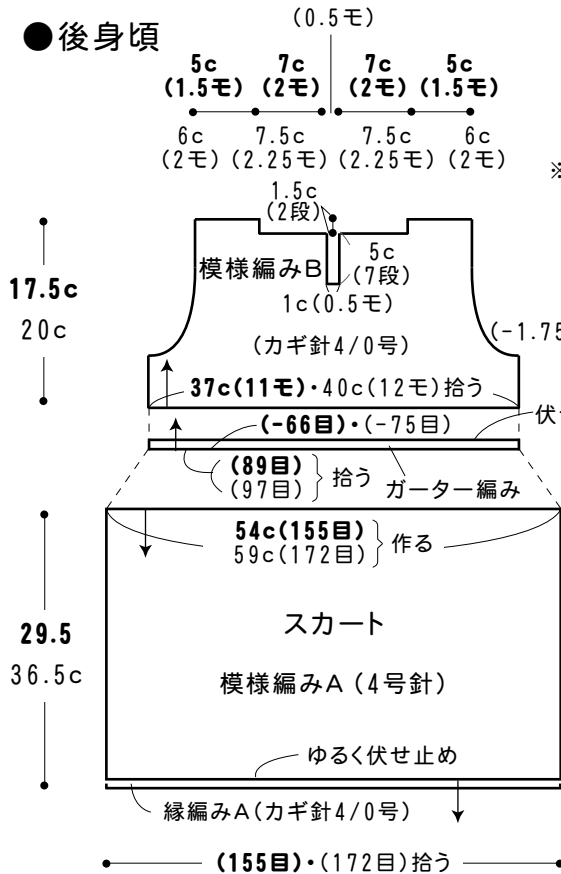 ●後身頃
(0.5モ)
5c 7c 7c 5c
(1.5モ) (2モ) (2モ) (1.5モ)
6c 7.5c 7.5c 6c
(2モ) (2.25モ) (2.25モ) (2モ)
※
1.5c
(2段)
5c
(7段)
模様編みB
1c(0.5モ)
17.5c
20c
(カギ針4/0号)
(-1.75
37c(11モ)・40c(12モ)拾う
(-66目)・(-75目)
伏
(89目)
(97目)
拾う
ガーター編み
54c(155目)
59c(172目)
作る
スカート
29.5
36.5c
模様編みA(4号針)
ゆるく伏せ止め
縁編みA(カギ針4/0号)
(155目)・(172目)拾う